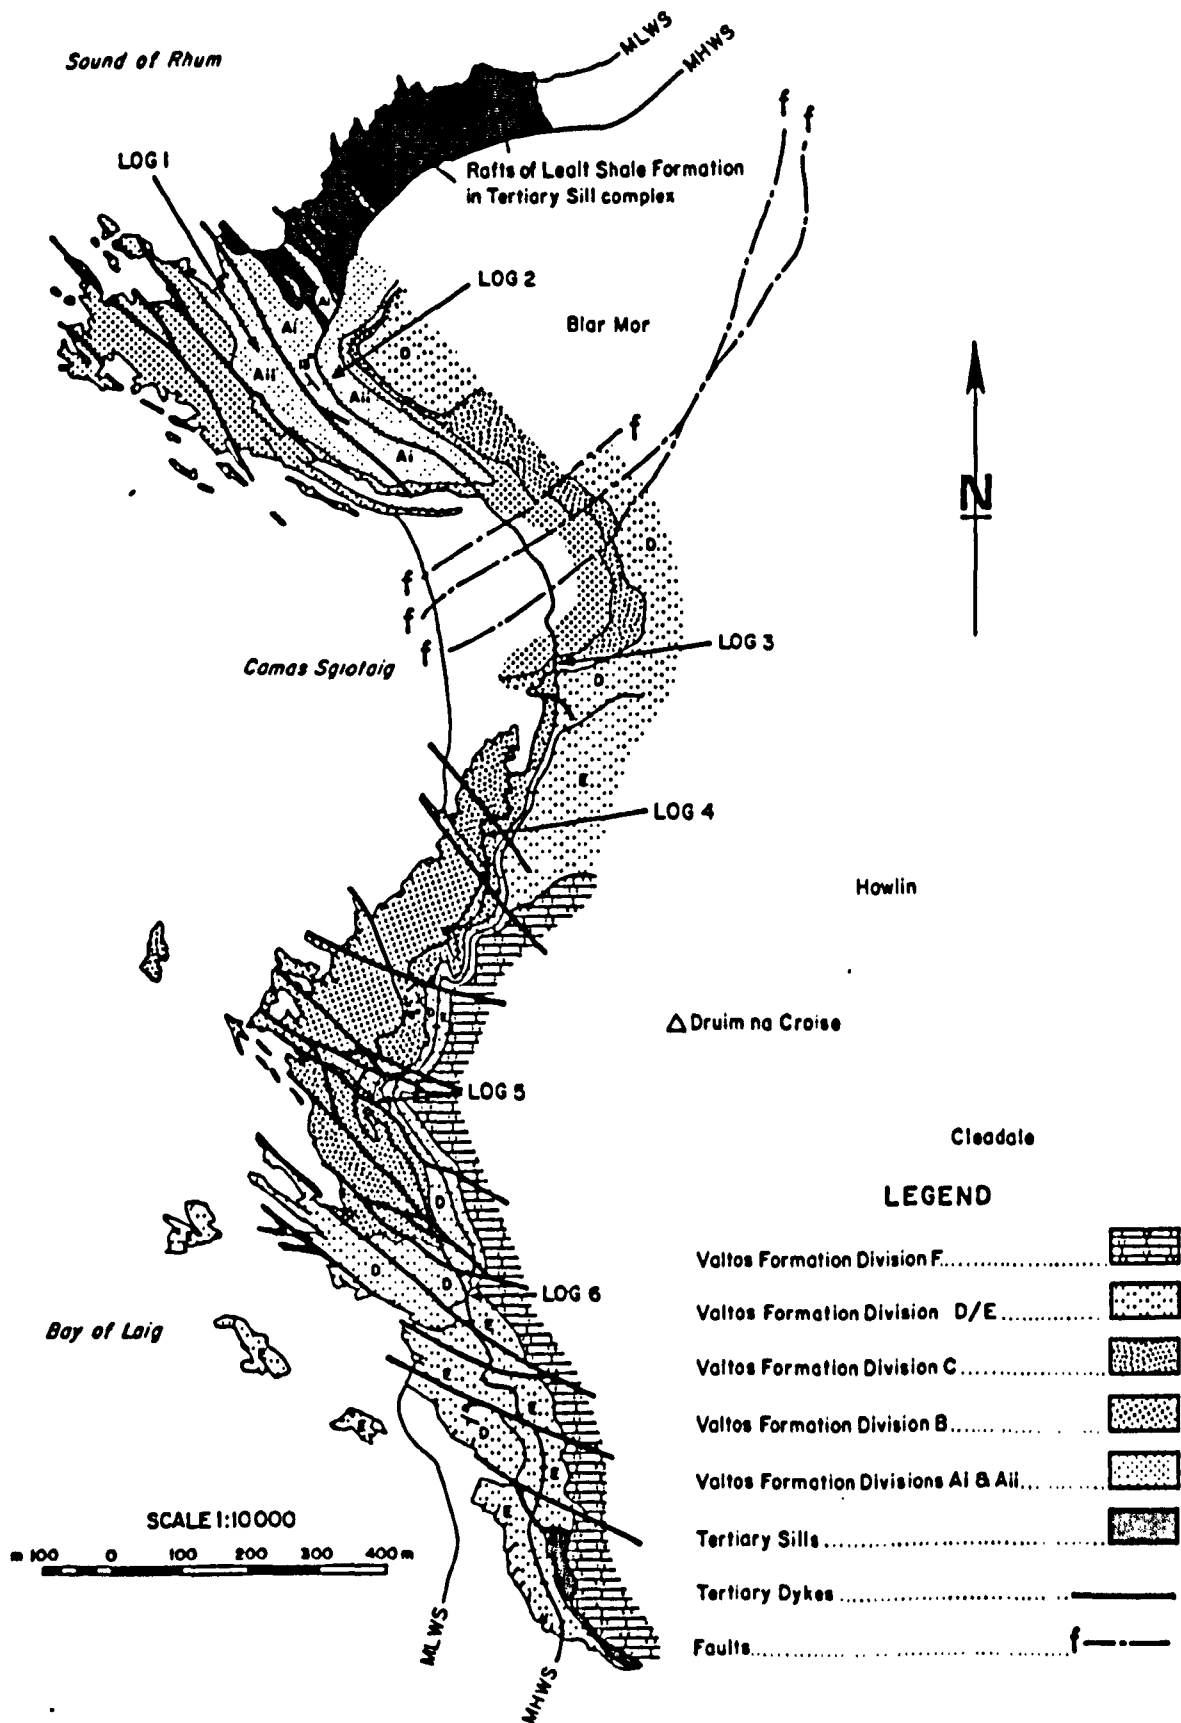 Sound of Rhum
MLWS
MHWS
f
f
LOG 1
Rafts of Lealt Shale Formation
in Tertiary Sill complex
LOG 2
Blar Mor
Ai
D
Aii
Aii
Ai
f
N
D
f
f
f
LOG 3
Camas Sgiotaig
D
E
LOG 4
Howlin
D
E
Druim na Croise
LOG 5
Cleadale
LEGEND
D
Valtos Formation Division F
D
D
LOG 6
Valtos Formation Division D/E
Bay of Laig
E
E
Valtos Formation Division C
E
E
E
D
Valtos Formation Division B
E
E
Valtos Formation Divisions Ai & Aii
SCALE 1:10 000
Tertiary Sills
m 100 0 100 200 300 400 m
Tertiary Dykes
MLWS
Faults f
MHWS